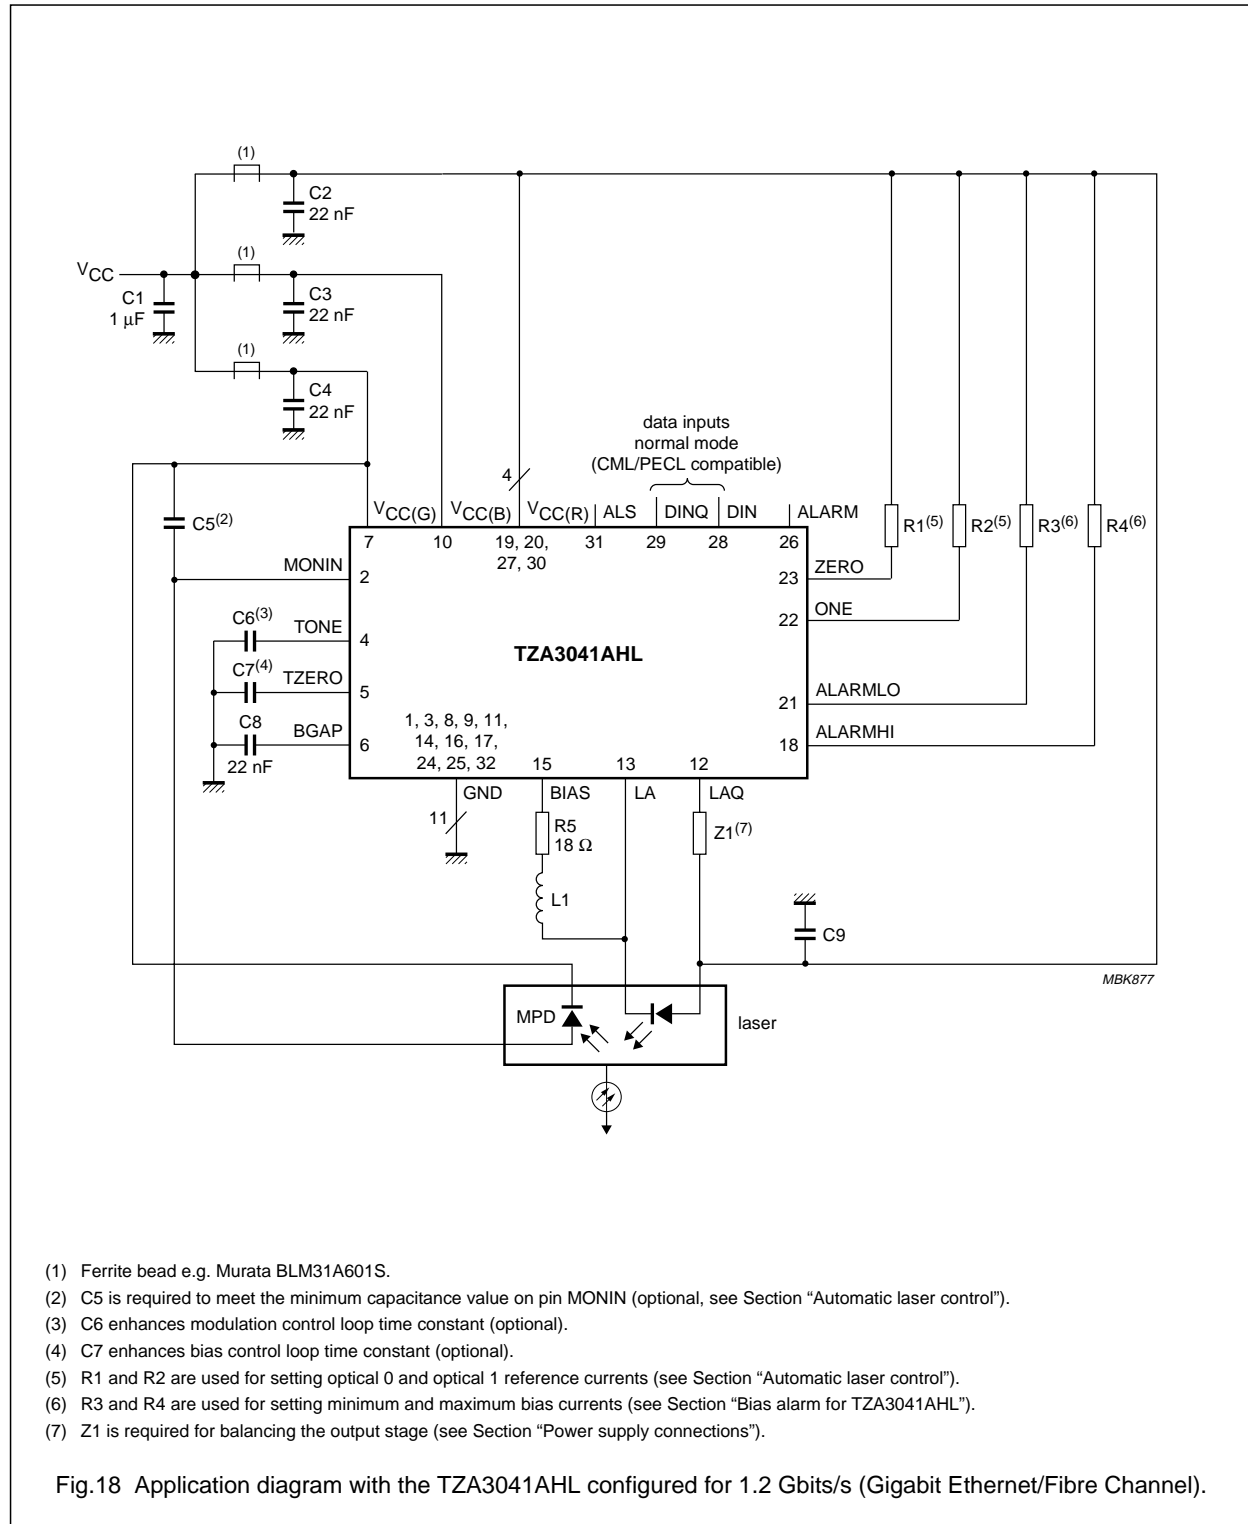 (1)
C2
22 nF
(1)
VCC
C1
1 µF
C3
22 nF
(1)
C4
22 nF
data inputs
normal mode
(CML/PECL compatible)
4
C5(2)
VCC(G)
VCC(B)
VCC(R)
ALS
DINQ
DIN
ALARM
R1(5)
R2(5)
R3(6)
R4(6)
7
10
19, 20,
27, 30
31
29
28
26
MONIN
2
23
ZERO
C6(3)
TONE
4
22
ONE
TZA3041AHL
C7(4)
TZERO
5
21
ALARMLO
C8
22 nF
BGAP
6
1, 3, 8, 9, 11,
14, 16, 17,
24, 25, 32
18
ALARMHI
15
13
12
GND
BIAS
LA
LAQ
11
R5
18 Ω
Z1(7)
L1
C9
MBK877
MPD
laser
(1) Ferrite bead e.g. Murata BLM31A601S.
(2) C5 is required to meet the minimum capacitance value on pin MONIN (optional, see Section “Automatic laser control”).
(3) C6 enhances modulation control loop time constant (optional).
(4) C7 enhances bias control loop time constant (optional).
(5) R1 and R2 are used for setting optical 0 and optical 1 reference currents (see Section “Automatic laser control”).
(6) R3 and R4 are used for setting minimum and maximum bias currents (see Section “Bias alarm for TZA3041AHL”).
(7) Z1 is required for balancing the output stage (see Section “Power supply connections”).
Fig.18 Application diagram with the TZA3041AHL configured for 1.2 Gbits/s (Gigabit Ethernet/Fibre Channel).